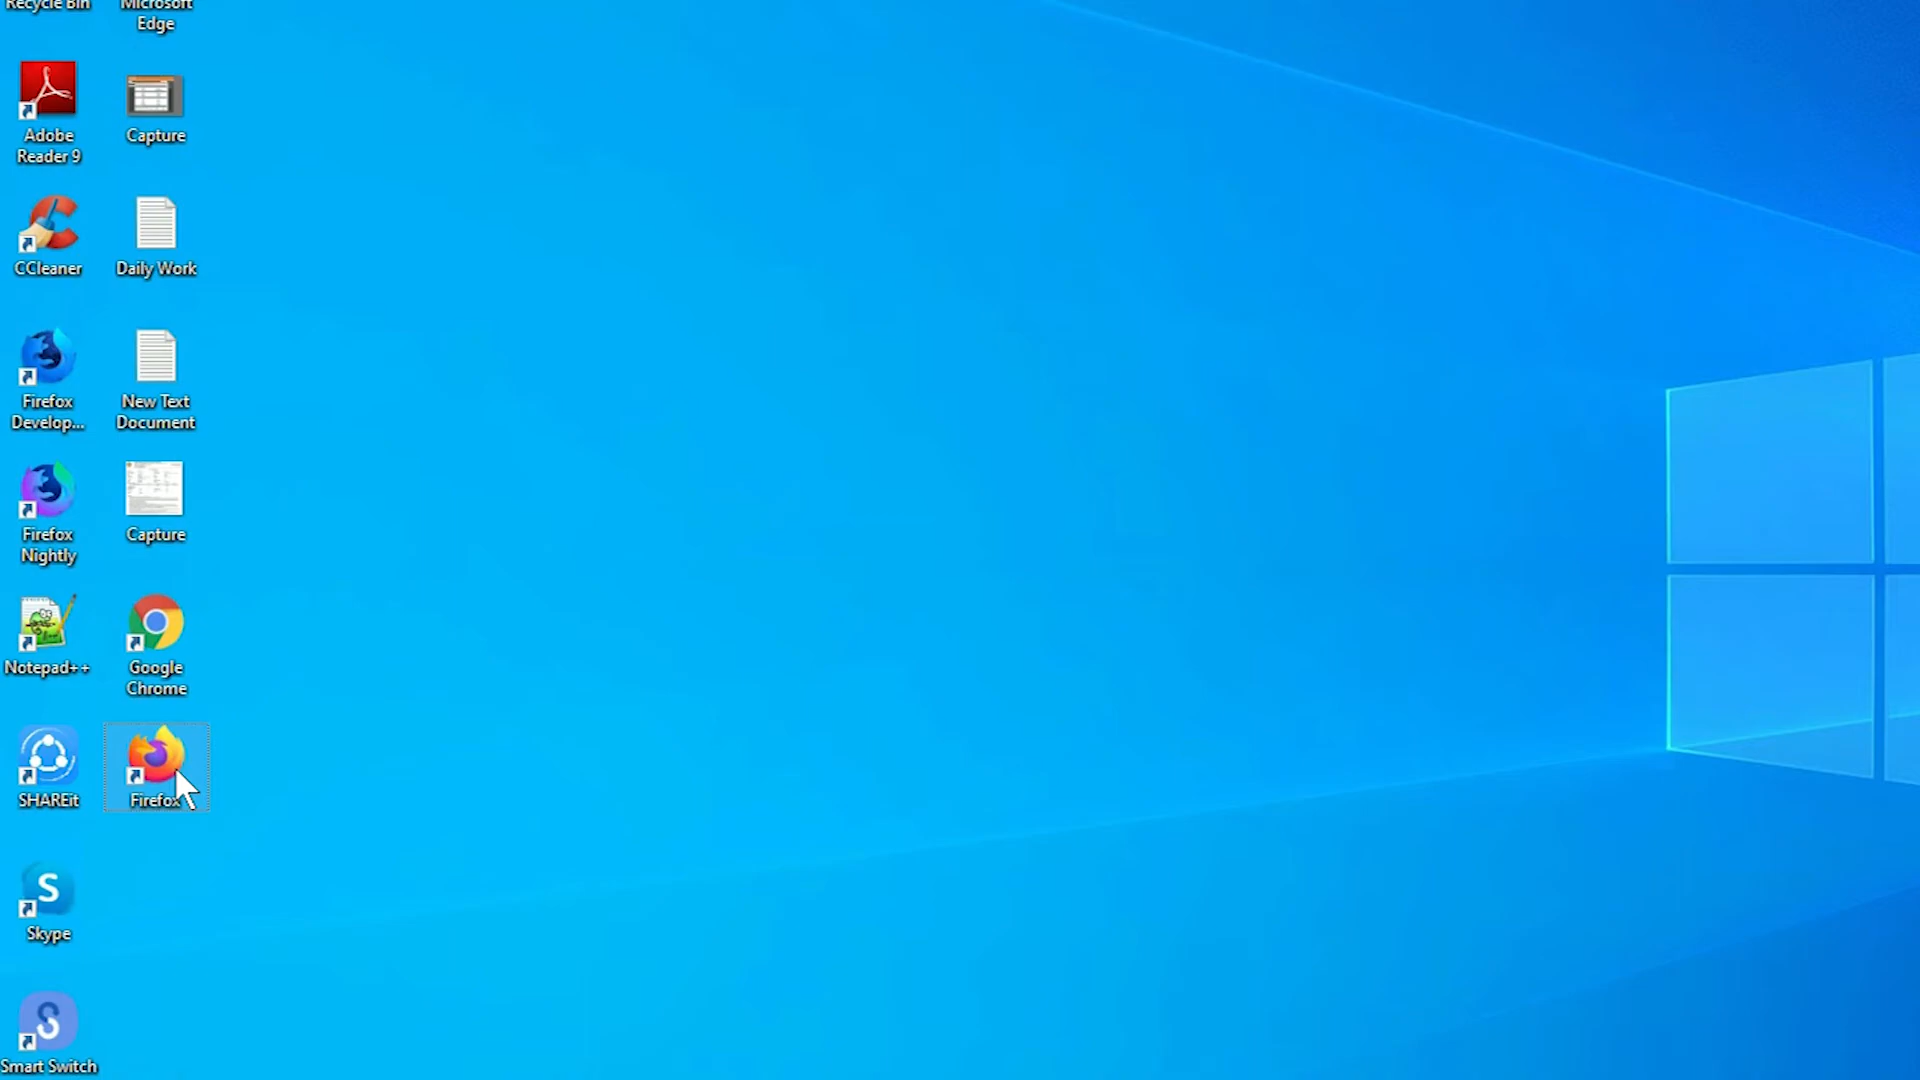 Recycle Bin
Microsoft
Edge
Adobe
Reader 9
Capture
CCleaner
Daily Work
Firefox
Develop...
New Text
Document
Firefox
Nightly
Capture
Notepad++
Google
Chrome
SHAREit
Firefox
Skype
Smart Switch